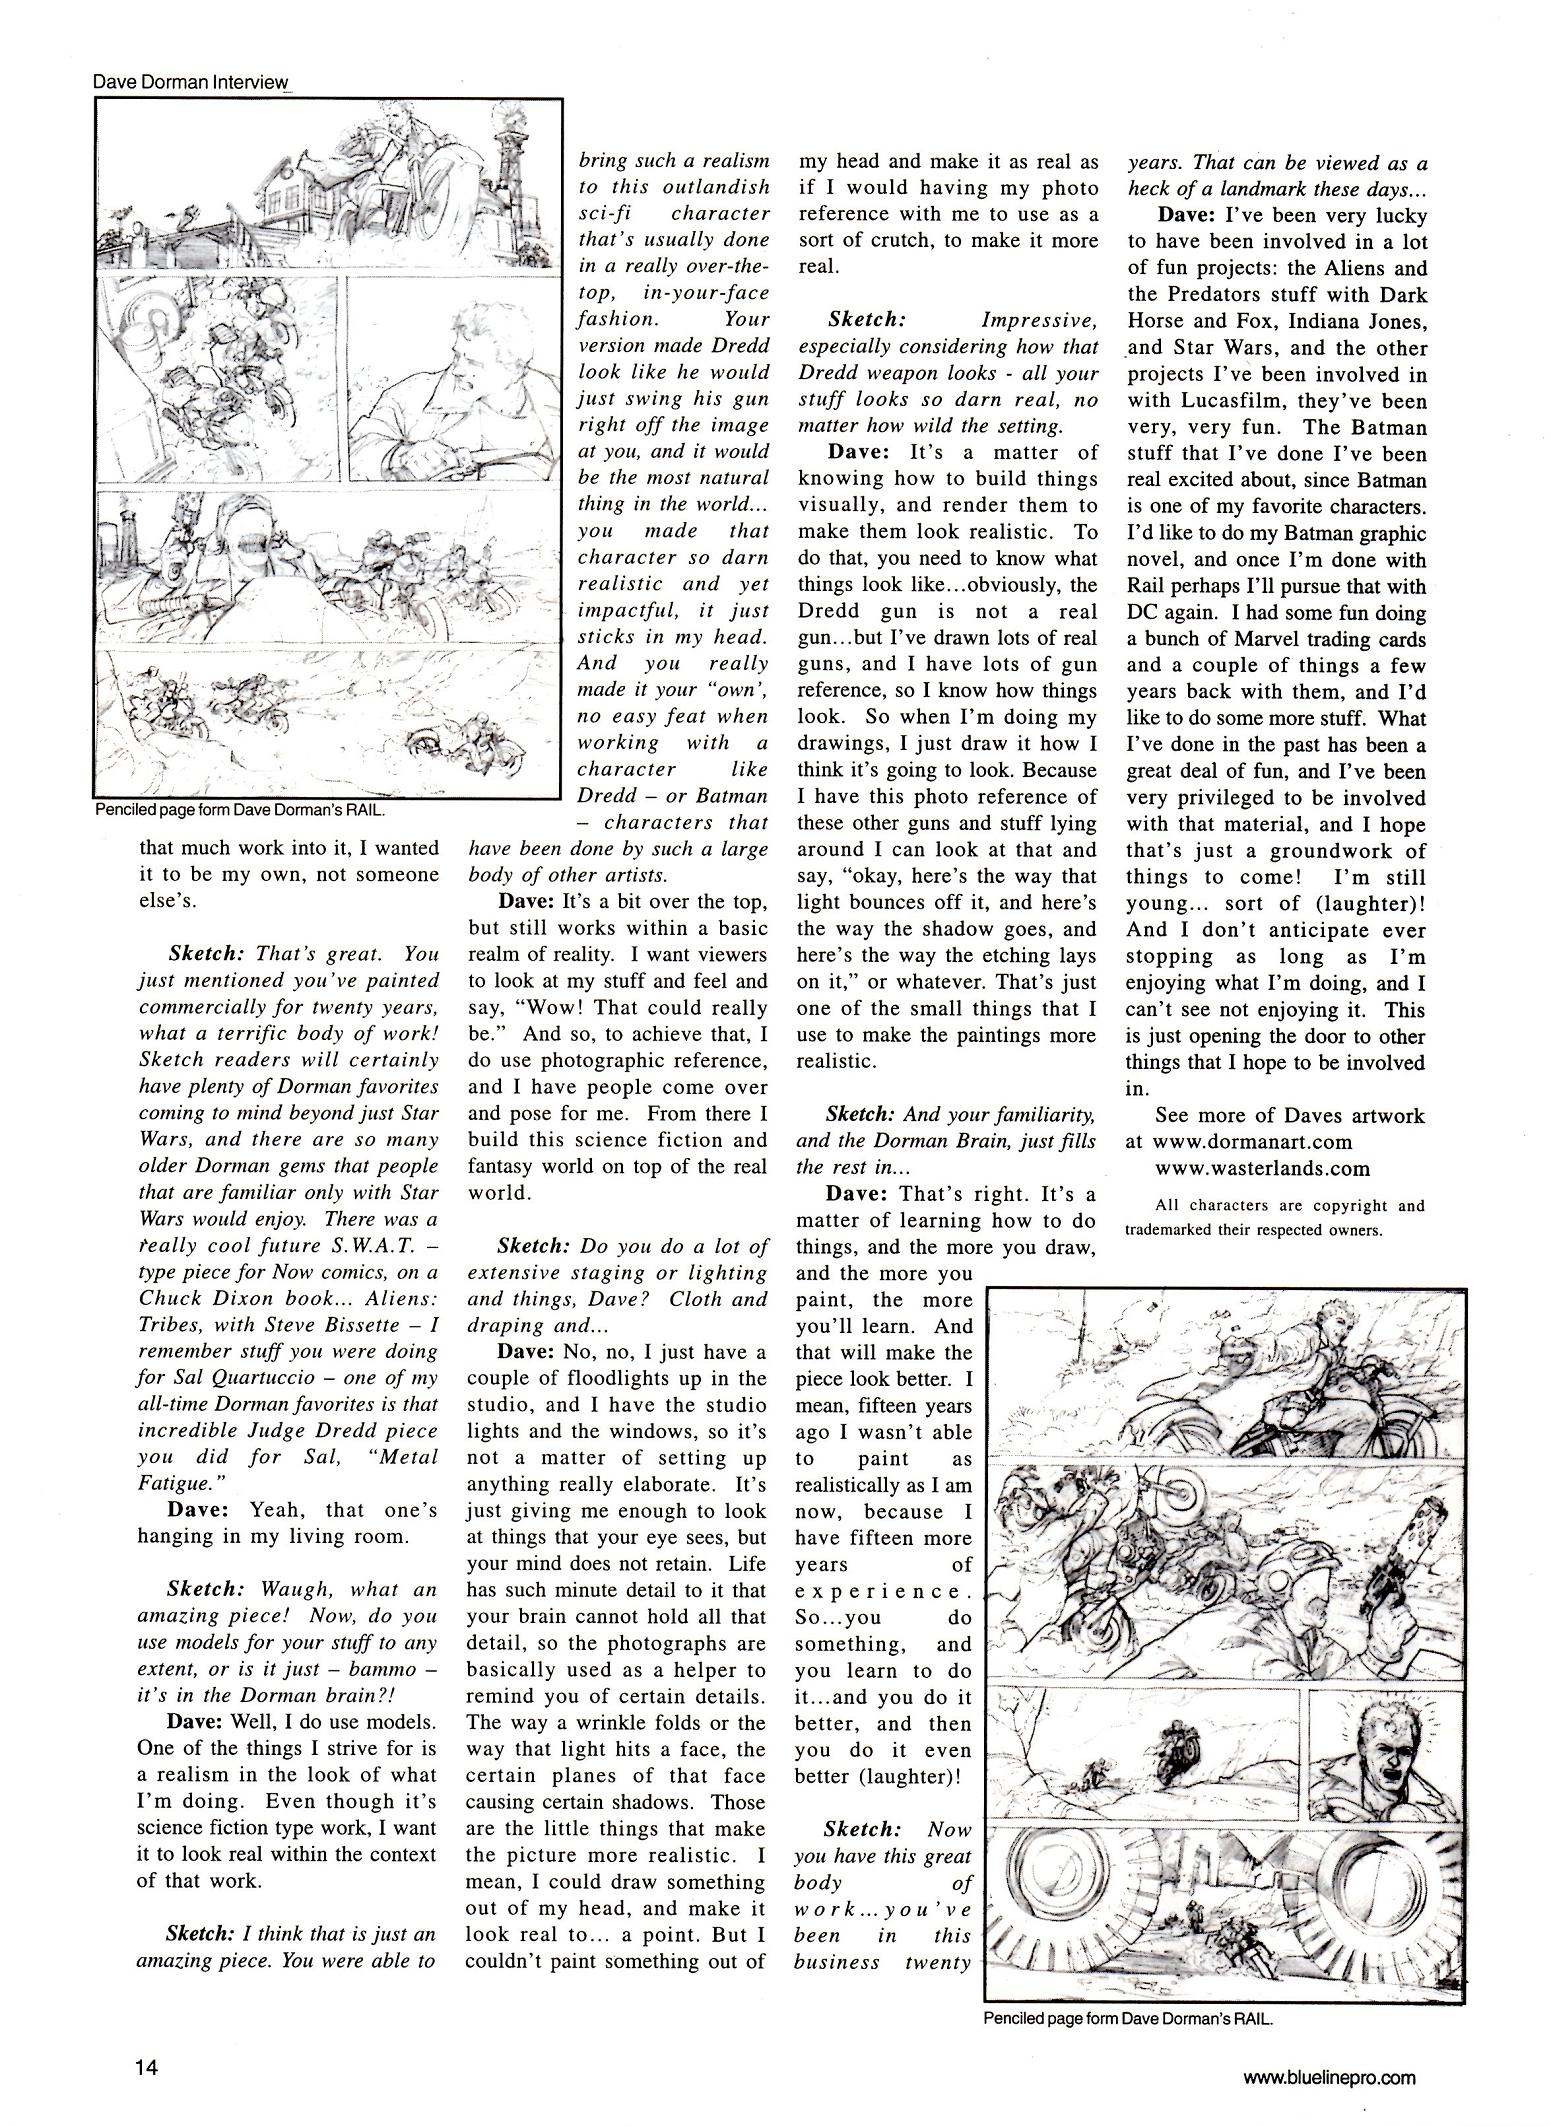 Dave Dorman Interview
Penciled page form Dave Dorman's RAIL.
that much work into it, I wanted
it to be my own, not someone
else's.
Sketch: That's great. You
just mentioned you've painted
commercially for twenty years,
what a terrific body of work!
Sketch readers will certainly
have plenty of Dorman favorites
coming to mind beyond just Star
Wars, and there are so many
older Dorman gems that people
that are familiar only with Star
Wars would enjoy. There was a
really cool future S.W.A.T. –
type piece for Now comics, on a
Chuck Dixon book... Aliens:
Tribes, with Steve Bissette – I
remember stuff you were doing
for Sal Quartuccio – one of my
all-time Dorman favorites is that
incredible Judge Dredd piece
you did for Sal, "Metal
Fatigue."
Dave: Yeah, that one's
hanging in my living room.
Sketch: Waugh, what an
amazing piece! Now, do you
use models for your stuff to any
extent, or is it just – bammo –
it's in the Dorman brain?!
Dave: Well, I do use models.
One of the things I strive for is
a realism in the look of what
I'm doing. Even though it's
science fiction type work, I want
it to look real within the context
of that work.
Sketch: I think that is just an
amazing piece. You were able to
bring such a realism
to this outlandish
sci-fi character
that's usually done
in a really over-the-
top, in-your-face
fashion. Your
version made Dredd
look like he would
just swing his gun
right off the image
at you, and it would
be the most natural
thing in the world...
you made that
character so darn
realistic and yet
impactful, it just
sticks in my head.
And you really
made it your "own',
no easy feat when
working with a
character like
Dredd – or Batman
– characters that
have been done by such a large
body of other artists.
Dave: It's a bit over the top,
but still works within a basic
realm of reality. I want viewers
to look at my stuff and feel and
say, "Wow! That could really
be." And so, to achieve that, I
do use photographic reference,
and I have people come over
and pose for me. From there I
build this science fiction and
fantasy world on top of the real
world.
Sketch: Do you do a lot of
extensive staging or lighting
and things, Dave? Cloth and
draping and...
Dave: No, no, I just have a
couple of floodlights up in the
studio, and I have the studio
lights and the windows, so it's
not a matter of setting up
anything really elaborate. It's
just giving me enough to look
at things that your eye sees, but
your mind does not retain. Life
has such minute detail to it that
your brain cannot hold all that
detail, so the photographs are
basically used as a helper to
remind you of certain details.
The way a wrinkle folds or the
way that light hits a face, the
certain planes of that face
causing certain shadows. Those
are the little things that make
the picture more realistic. I
mean, I could draw something
out of my head, and make it
look real to... a point. But I
couldn't paint something out of
my head and make it as real as
if I would having my photo
reference with me to use as a
sort of crutch, to make it more
real.
Sketch: Impressive,
especially considering how that
Dredd weapon looks - all your
stuff looks so darn real, no
matter how wild the setting.
Dave: It's a matter of
knowing how to build things
visually, and render them to
make them look realistic. To
do that, you need to know what
things look like...obviously, the
Dredd gun is not a real
gun...but I've drawn lots of real
guns, and I have lots of gun
reference, so I know how things
look. So when I'm doing my
drawings, I just draw it how I
think it's going to look. Because
I have this photo reference of
these other guns and stuff lying
around I can look at that and
say, "okay, here's the way that
light bounces off it, and here's
the way the shadow goes, and
here's the way the etching lays
on it," or whatever. That's just
one of the small things that I
use to make the paintings more
realistic.
Sketch: And your familiarity,
and the Dorman Brain, just fills
the rest in...
Dave: That's right. It's a
matter of learning how to do
things, and the more you draw,
and the more you
paint, the more
you'll learn. And
that will make the
piece look better. I
mean, fifteen years
ago I wasn't able
to paint as
realistically as I am
now, because I
have fifteen more
years of
experience.
So...you do
something, and
you learn to do
it...and you do it
better, and then
you do it even
better (laughter)!
Sketch: Now
you have this great
body of
work...you've
been in this
business twenty
years. That can be viewed as a
heck of a landmark these days...
Dave: I've been very lucky
to have been involved in a lot
of fun projects: the Aliens and
the Predators stuff with Dark
Horse and Fox, Indiana Jones,
and Star Wars, and the other
projects I've been involved in
with Lucasfilm, they've been
very, very fun. The Batman
stuff that I've done I've been
real excited about, since Batman
is one of my favorite characters.
I'd like to do my Batman graphic
novel, and once I'm done with
Rail perhaps I'll pursue that with
DC again. I had some fun doing
a bunch of Marvel trading cards
and a couple of things a few
years back with them, and I'd
like to do some more stuff. What
I've done in the past has been a
great deal of fun, and I've been
very privileged to be involved
with that material, and I hope
that's just a groundwork of
things to come! I'm still
young... sort of (laughter)!
And I don't anticipate ever
stopping as long as I'm
enjoying what I'm doing, and I
can't see not enjoying it. This
is just opening the door to other
things that I hope to be involved
in.
See more of Daves artwork
at www.dormanart.com
www.wasterlands.com
All characters are copyright and
trademarked their respected owners.
Penciled page form Dave Dorman's RAIL.
14
www.bluelinepro.com